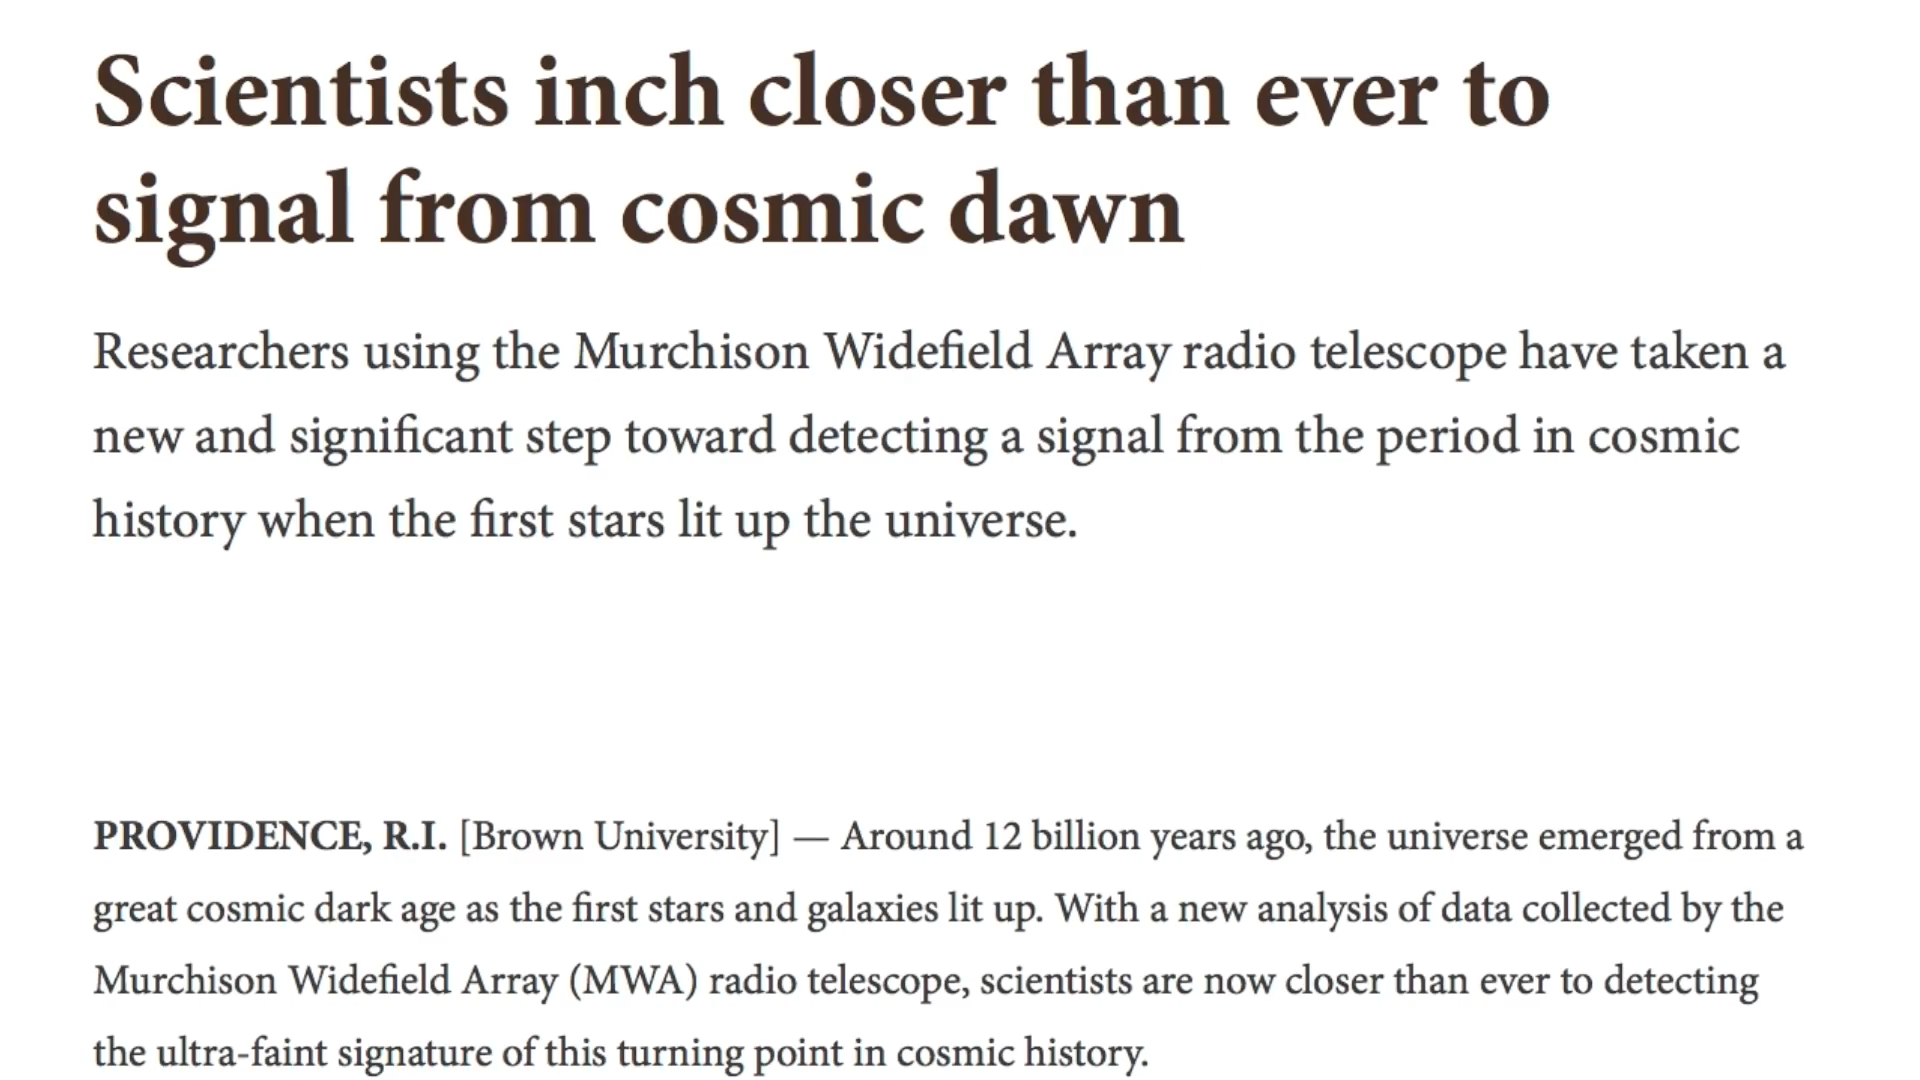 Scientists inch closer than ever to
signal from cosmic dawn
Researchers using the Murchison Widefield Array radio telescope have taken a
new and significant step toward detecting a signal from the period in cosmic
history when the first stars lit up the universe.
PROVIDENCE, R.I. [Brown University] — Around 12 billion years ago, the universe emerged from a
great cosmic dark age as the first stars and galaxies lit up. With a new analysis of data collected by the
Murchison Widefield Array (MWA) radio telescope, scientists are now closer than ever to detecting
the ultra-faint signature of this turning point in cosmic history.